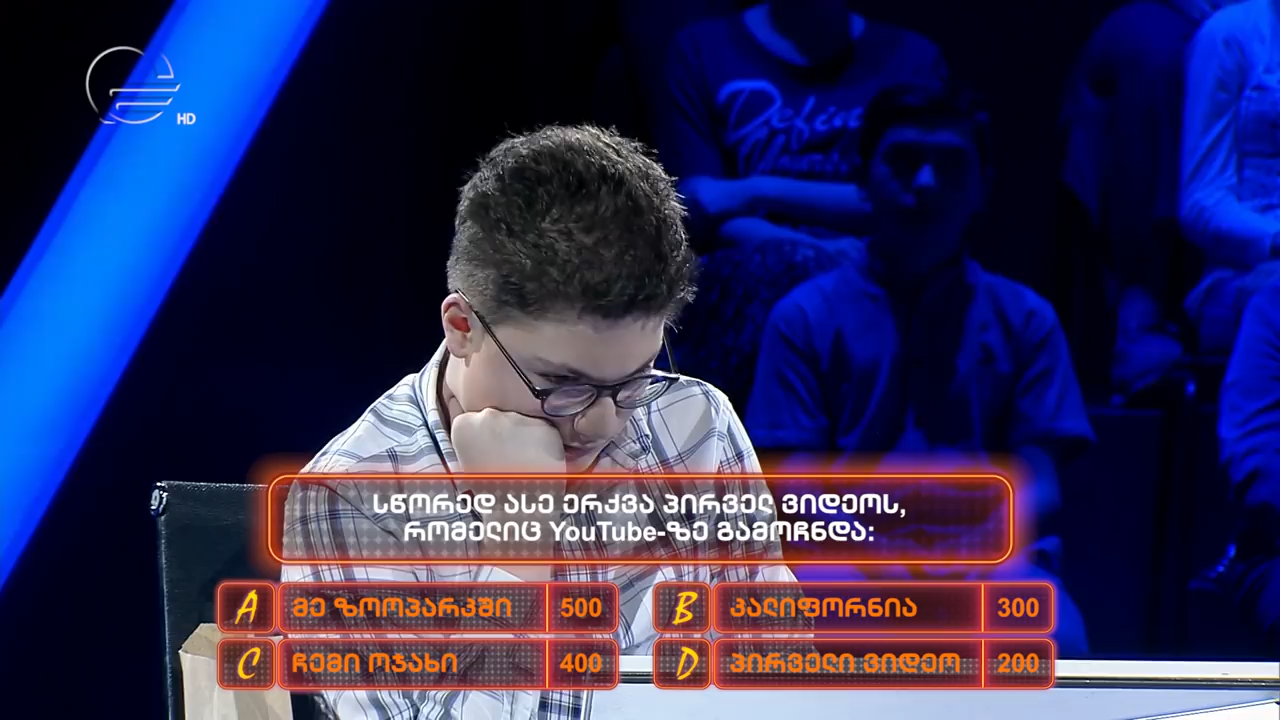 HD
Defin
სწორედ ასე ერქვა პირველ ვიდეოს,
რომელიც YouTube-ზე გამოჩნდა:
A მე ზოოპარკში 500
B კალიფორნია 300
C ჩემი ოჯახი 400
D პირველი ვიდეო 200